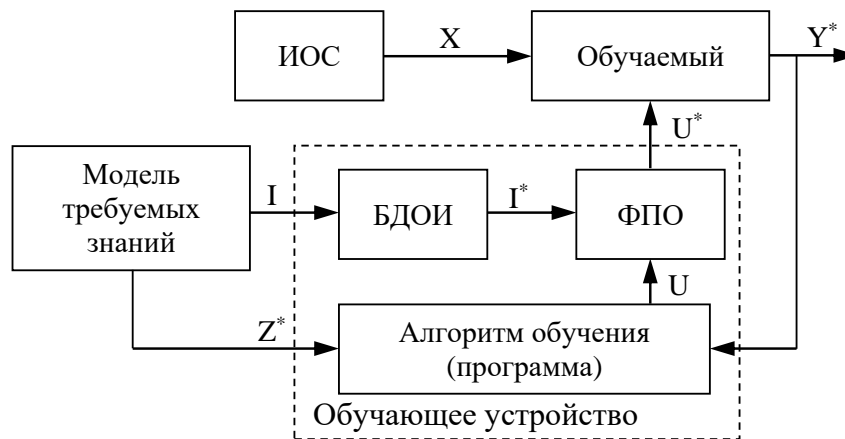 ИОС
X
Обучаемый
Y*
U*
Модель
требуемых
знаний
I
БДОИ
I*
ФПО
U
Z*
Алгоритм обучения
(программа)
Обучающее устройство